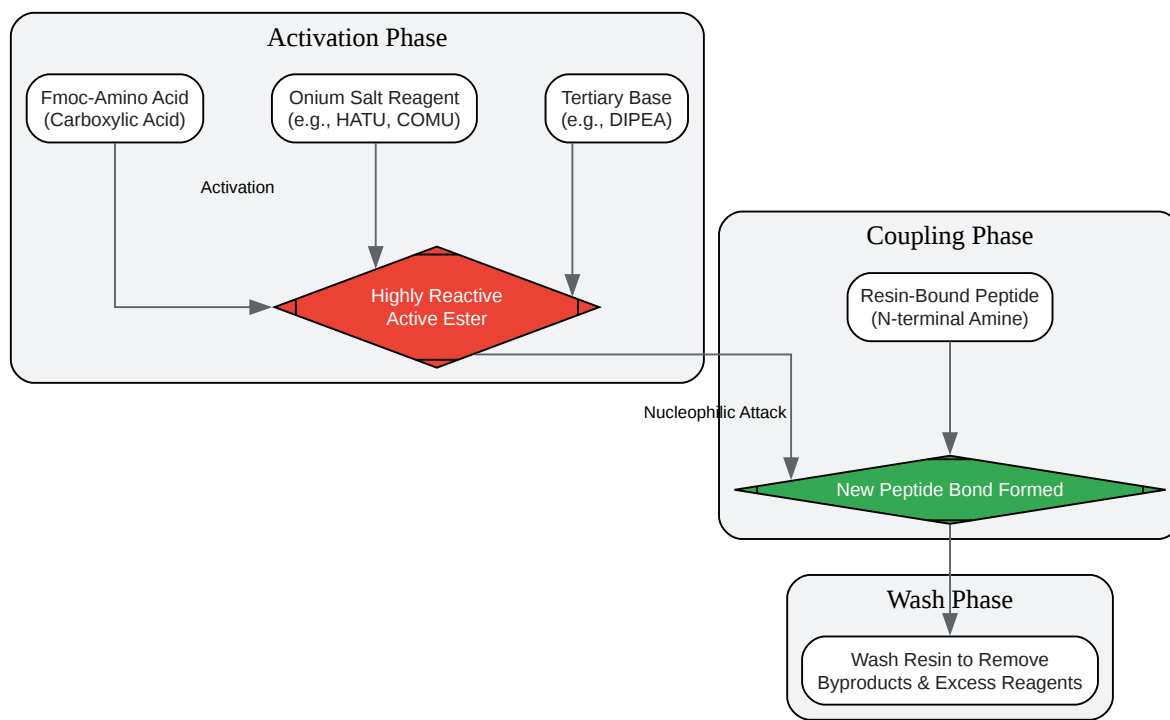 Activation Phase
Fmoc-Amino Acid
(Carboxylic Acid)
Onium Salt Reagent
(e.g., HATU, COMU)
Tertiary Base
(e.g., DIPEA)
Activation
Highly Reactive
Active Ester
Coupling Phase
Resin-Bound Peptide
(N-terminal Amine)
Nucleophilic Attack
New Peptide Bond Formed
Wash Phase
Wash Resin to Remove
Byproducts & Excess Reagents